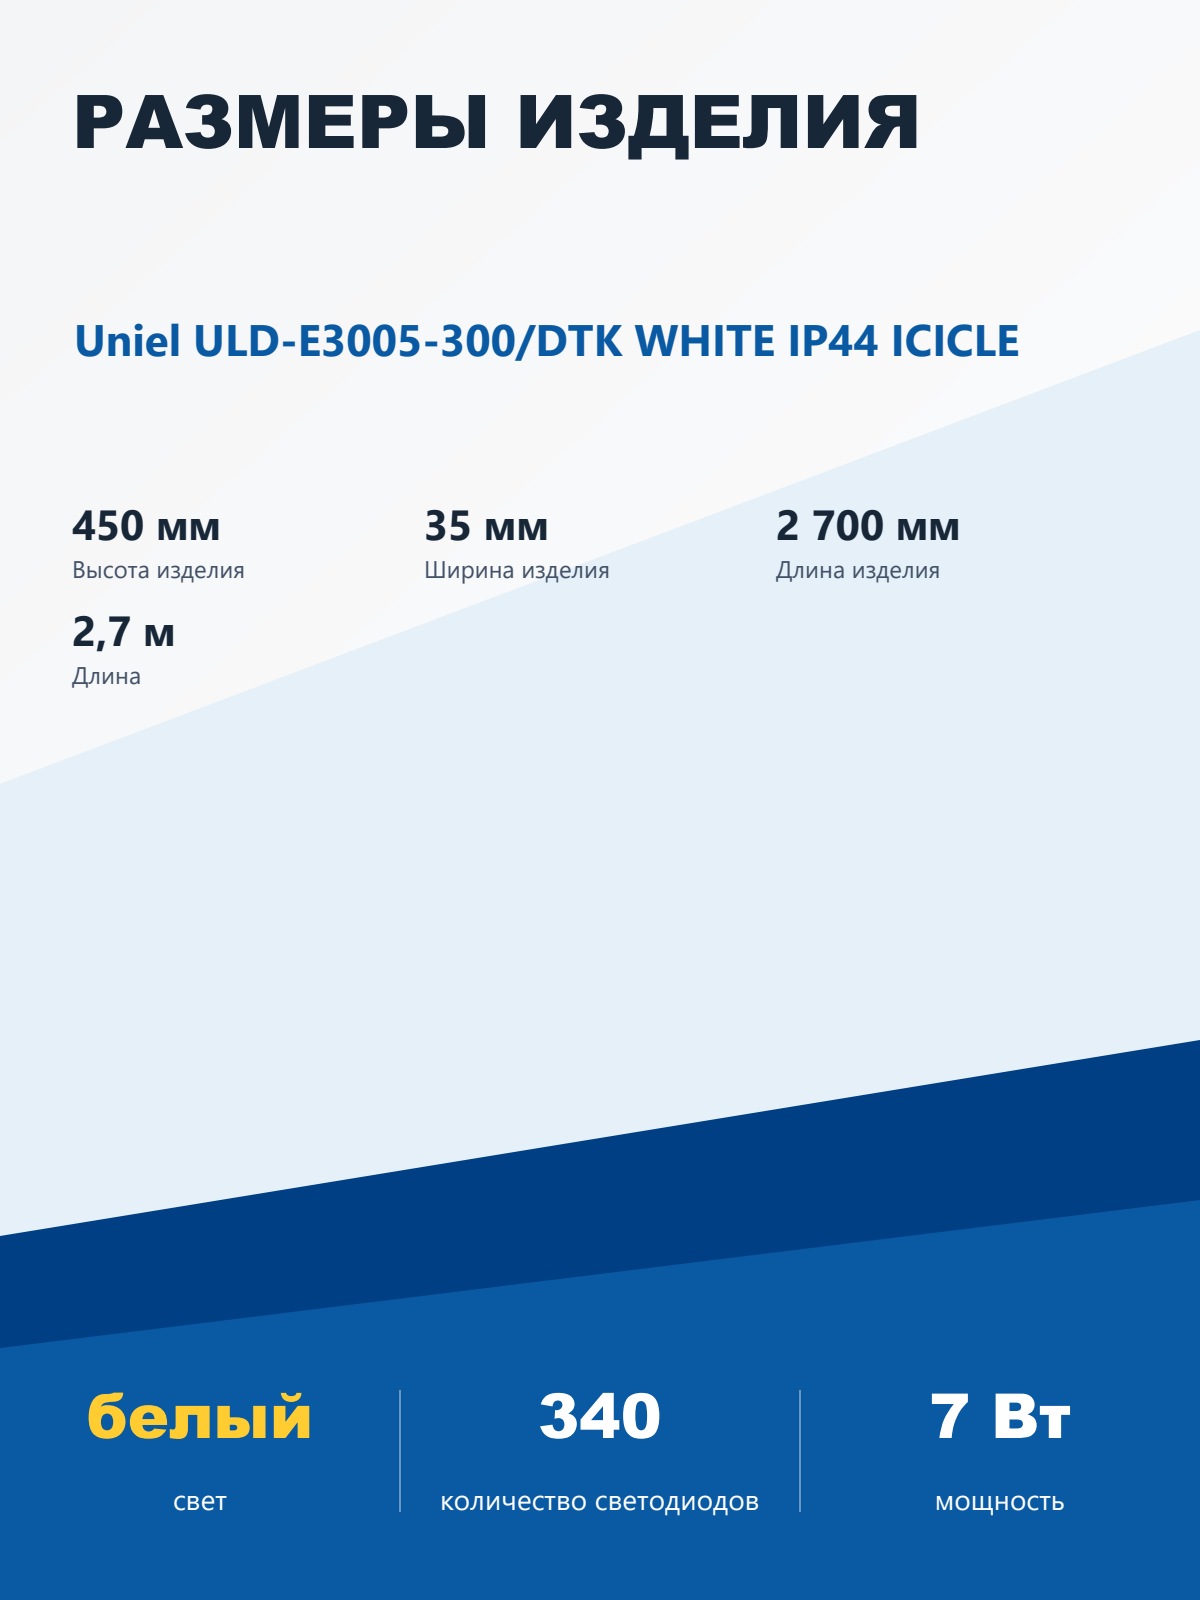 РАЗМЕРЫ ИЗДЕЛИЯ
Uniel ULD-E3005-300/DTK WHITE IP44 ICICLE
450 мм
Высота изделия
35 мм
Ширина изделия
2 700 мм
Длина изделия
2,7 м
Длина
белый
свет
340
количество светодиодов
7 Вт
мощность